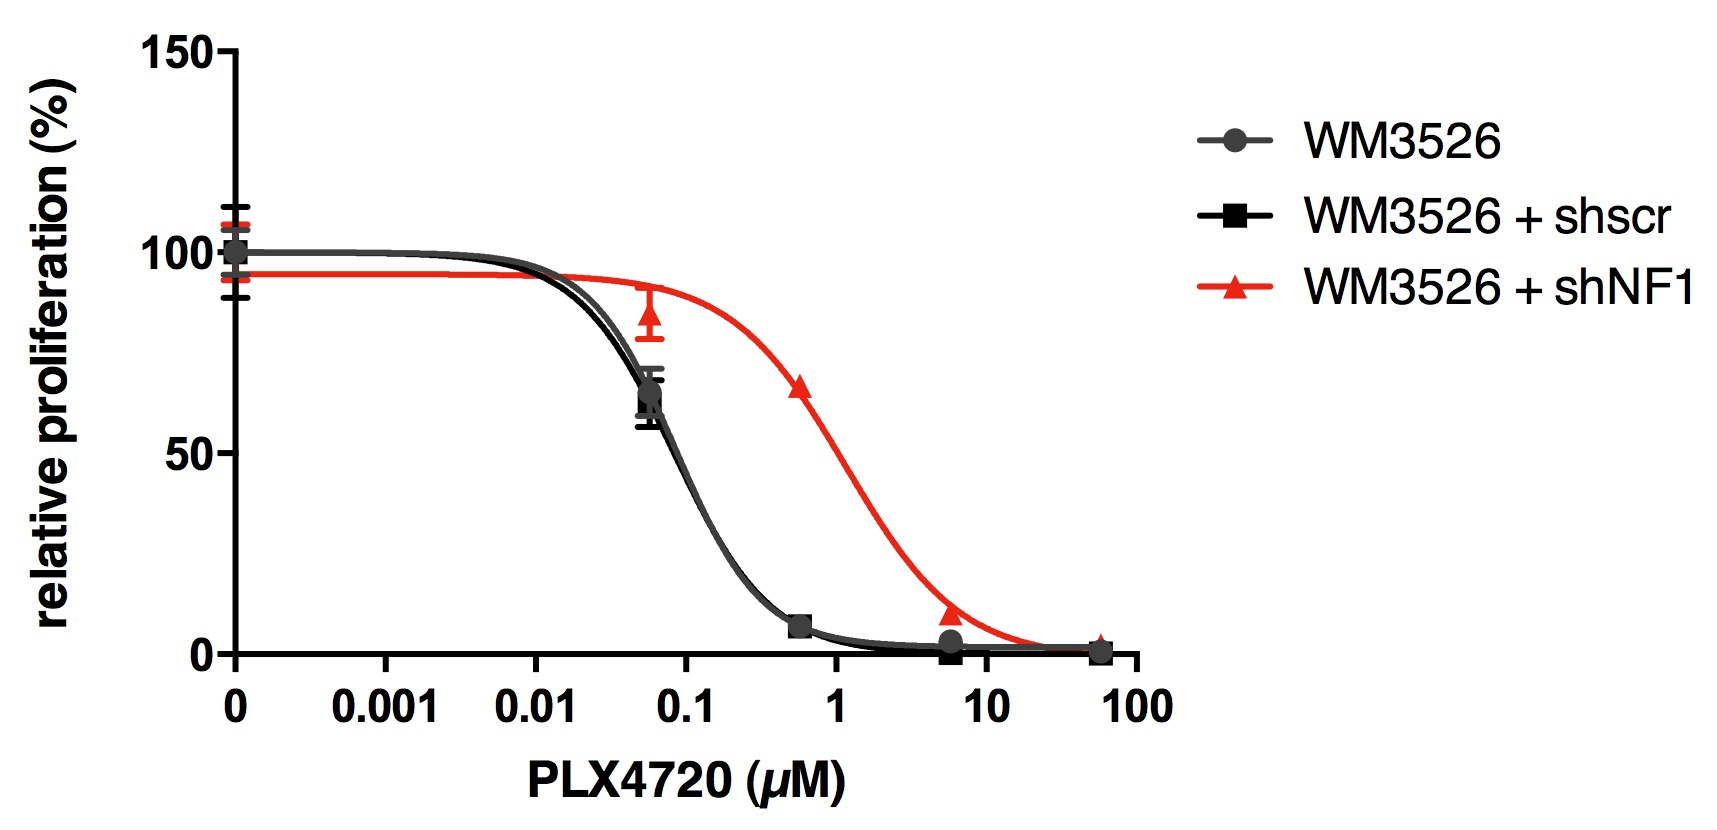 relative proliferation (%)
150
100
50
0
0 0.001 0.01 0.1 1 10 100
PLX4720 (µM)
WM3526
WM3526 + shscr
WM3526 + shNF1